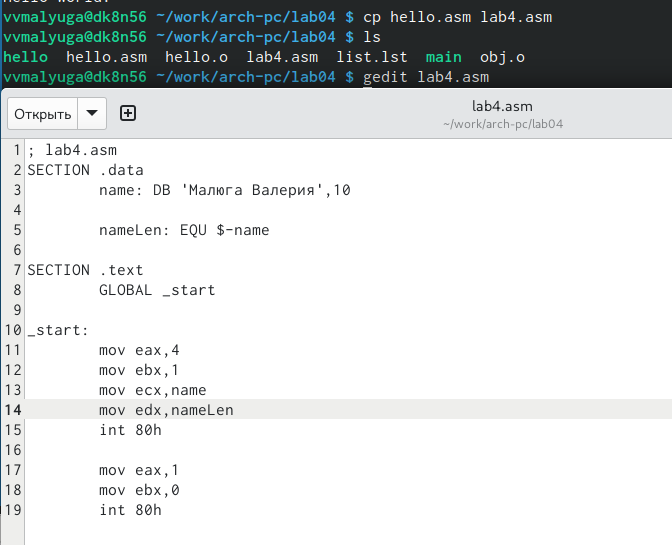 hello world!
vvmalyuga@dk8n56 ~/work/arch-pc/lab04 $ cp hello.asm lab4.asm
vvmalyuga@dk8n56 ~/work/arch-pc/lab04 $ ls
hello  hello.asm  hello.o  lab4.asm  list.lst  main  obj.o
vvmalyuga@dk8n56 ~/work/arch-pc/lab04 $ gedit lab4.asm
Открыть
lab4.asm
~/work/arch-pc/lab04
1 ; lab4.asm
2 SECTION .data
3         name: DB 'Малюга Валерия',10
4
5         nameLen: EQU $-name
6
7 SECTION .text
8         GLOBAL _start
9
10 _start:
11         mov eax,4
12         mov ebx,1
13         mov ecx,name
14         mov edx,nameLen
15         int 80h
16
17         mov eax,1
18         mov ebx,0
19         int 80h